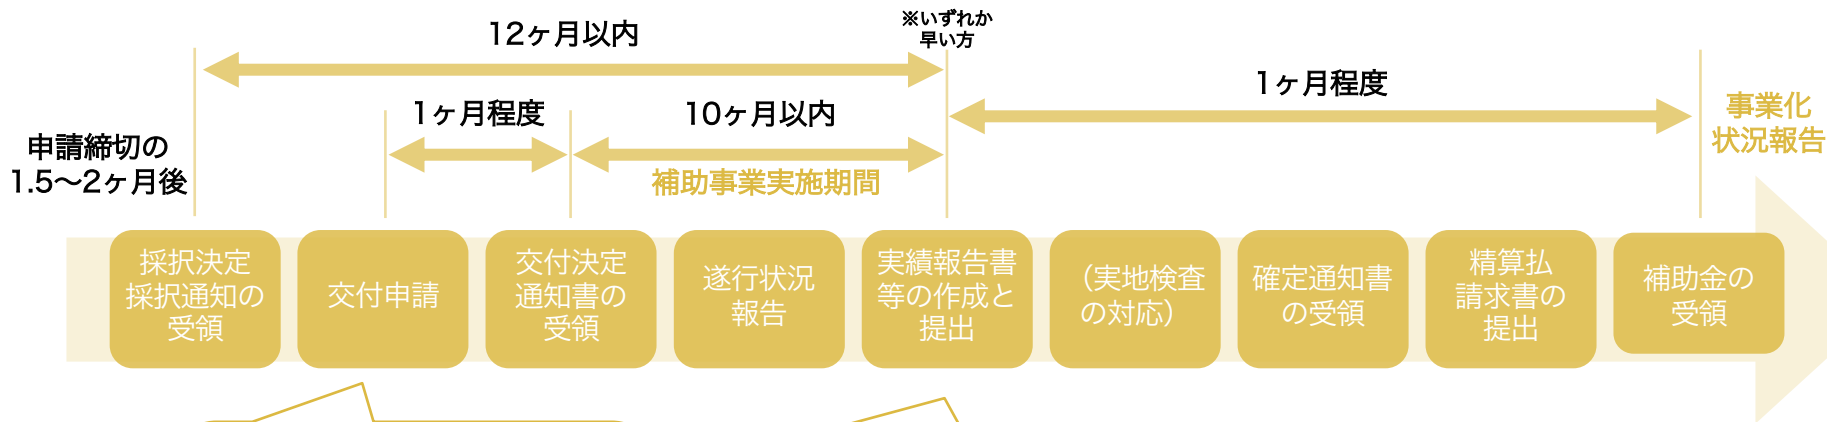 12ヶ月以内
※いずれか
早い方
1ヶ月程度
1ヶ月程度
10ヶ月以内
事業化
状況報告
申請締切の
1.5〜2ヶ月後
補助事業実施期間
採択決定
採択通知の
受領
交付申請
交付決定
通知書の
受領
遂行状況
報告
実績報告書
等の作成と
提出
（実地検査
の対応）
確定通知書
の受領
精算払
請求書の
提出
補助金の
受領